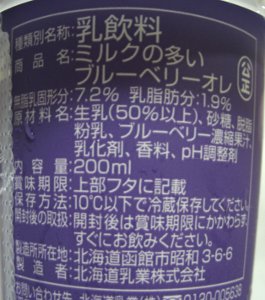 種類別名称:乳飲料
商品名:ミルクの多い
ブルーベリーオレ
公正
無脂乳固形分:7.2% 乳脂肪分:1.9%
原材料名:生乳(50%以上)、砂糖、脱脂
粉乳、ブルーベリー濃縮果汁、
乳化剤、香料、pH調整剤
内容量:200ml
賞味期限:上部フタに記載
保存方法:10℃以下で冷蔵保存してください。
開封後の取扱:開封後は賞味期限にかかわらず、
すぐにお飲みください。
製造所所在地:北海道函館市昭和3-6-6
製造者:北海道乳業株式会社
お問い合わせ先